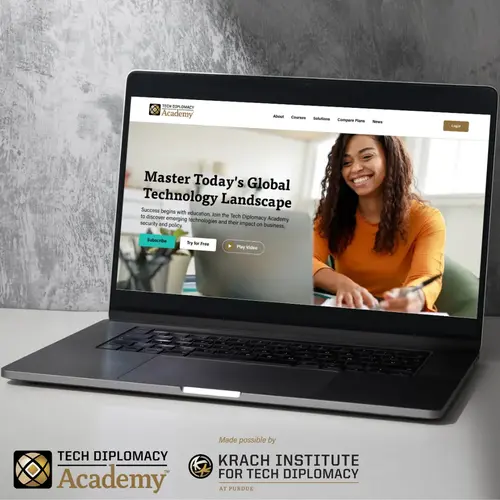 TECH DIPLOMACY
Academy
About Courses Solutions Compare Plans News
Login
Master Today's Global
Technology Landscape
Success begins with education. Join the Tech Diplomacy Academy
to discover emerging technologies and their impact on business,
security and policy.
Subscribe Try for Free Play Video
Made possible by
TECH DIPLOMACY
Academy™
KRACH INSTITUTE
FOR TECH DIPLOMACY
AT PURDUE